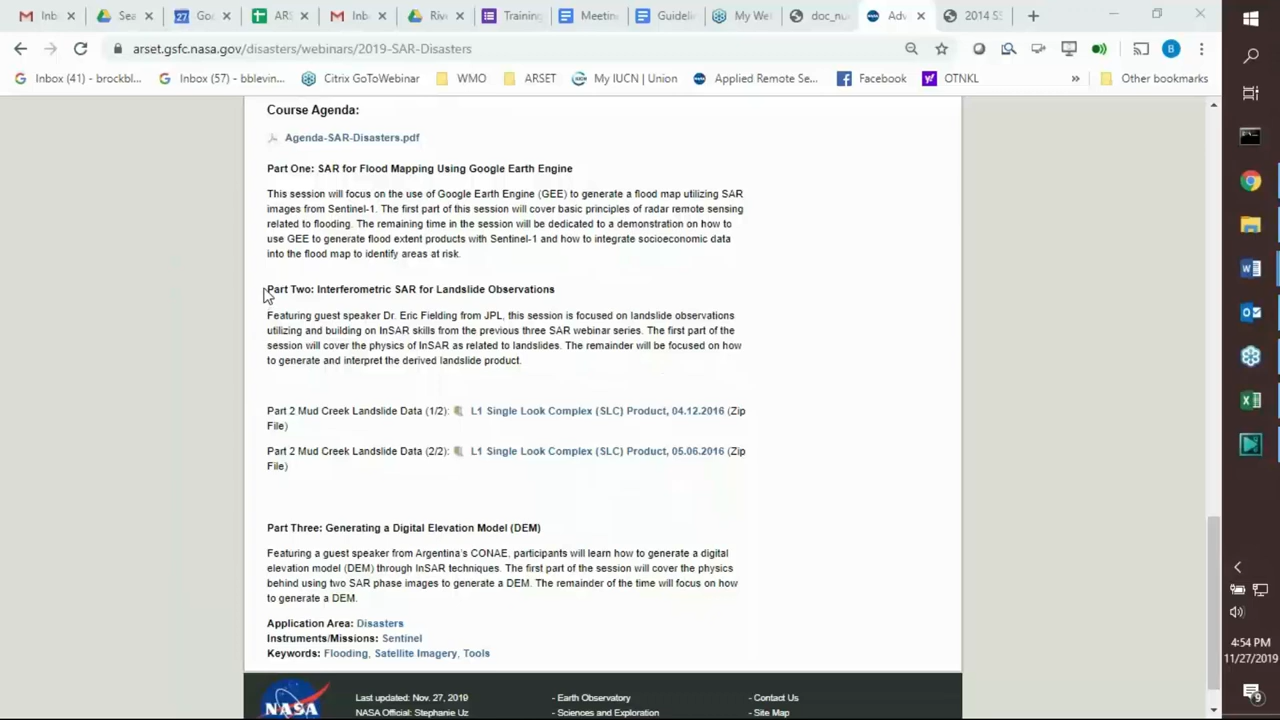 Inb
Sea
Goo
ARS
Inb
Rive
Training
Meetin
Guidelin
My We
doc_nu
Adv
2014 SS
arset.gsfc.nasa.gov/disasters/webinars/2019-SAR-Disasters
Inbox (41) - brockbl...
Inbox (57) - bblevin...
Citrix GoToWebinar
WMO
ARSET
My IUCN | Union
Applied Remote Se...
Facebook
OTNKL
Other bookmarks
Course Agenda:
Agenda-SAR-Disasters.pdf
Part One: SAR for Flood Mapping Using Google Earth Engine
This session will focus on the use of Google Earth Engine (GEE) to generate a flood map utilizing SAR
images from Sentinel-1. The first part of this session will cover basic principles of radar remote sensing
related to flooding. The remaining time in the session will be dedicated to a demonstration on how to
use GEE to generate flood extent products with Sentinel-1 and how to integrate socioeconomic data
into the flood map to identify areas at risk.
Part Two: Interferometric SAR for Landslide Observations
Featuring guest speaker Dr. Eric Fielding from JPL, this session is focused on landslide observations
utilizing and building on InSAR skills from the previous three SAR webinar series. The first part of the
session will cover the physics of InSAR as related to landslides. The remainder will be focused on how
to generate and interpret the derived landslide product.
Part 2 Mud Creek Landslide Data (1/2): L1 Single Look Complex (SLC) Product, 04.12.2016 (Zip
File)
Part 2 Mud Creek Landslide Data (2/2): L1 Single Look Complex (SLC) Product, 05.06.2016 (Zip
File)
Part Three: Generating a Digital Elevation Model (DEM)
Featuring a guest speaker from Argentina's CONAE, participants will learn how to generate a digital
elevation model (DEM) through InSAR techniques. The first part of the session will cover the physics
behind using two SAR phase images to generate a DEM. The remainder of the time will focus on how
to generate a DEM.
Application Area: Disasters
Instruments/Missions: Sentinel
Keywords: Flooding, Satellite Imagery, Tools
NASA
Last updated: Nov. 27, 2019
NASA Official: Stephanie Uz
- Earth Observatory
- Sciences and Exploration
- Contact Us
- Site Map
4:54 PM
11/27/2019